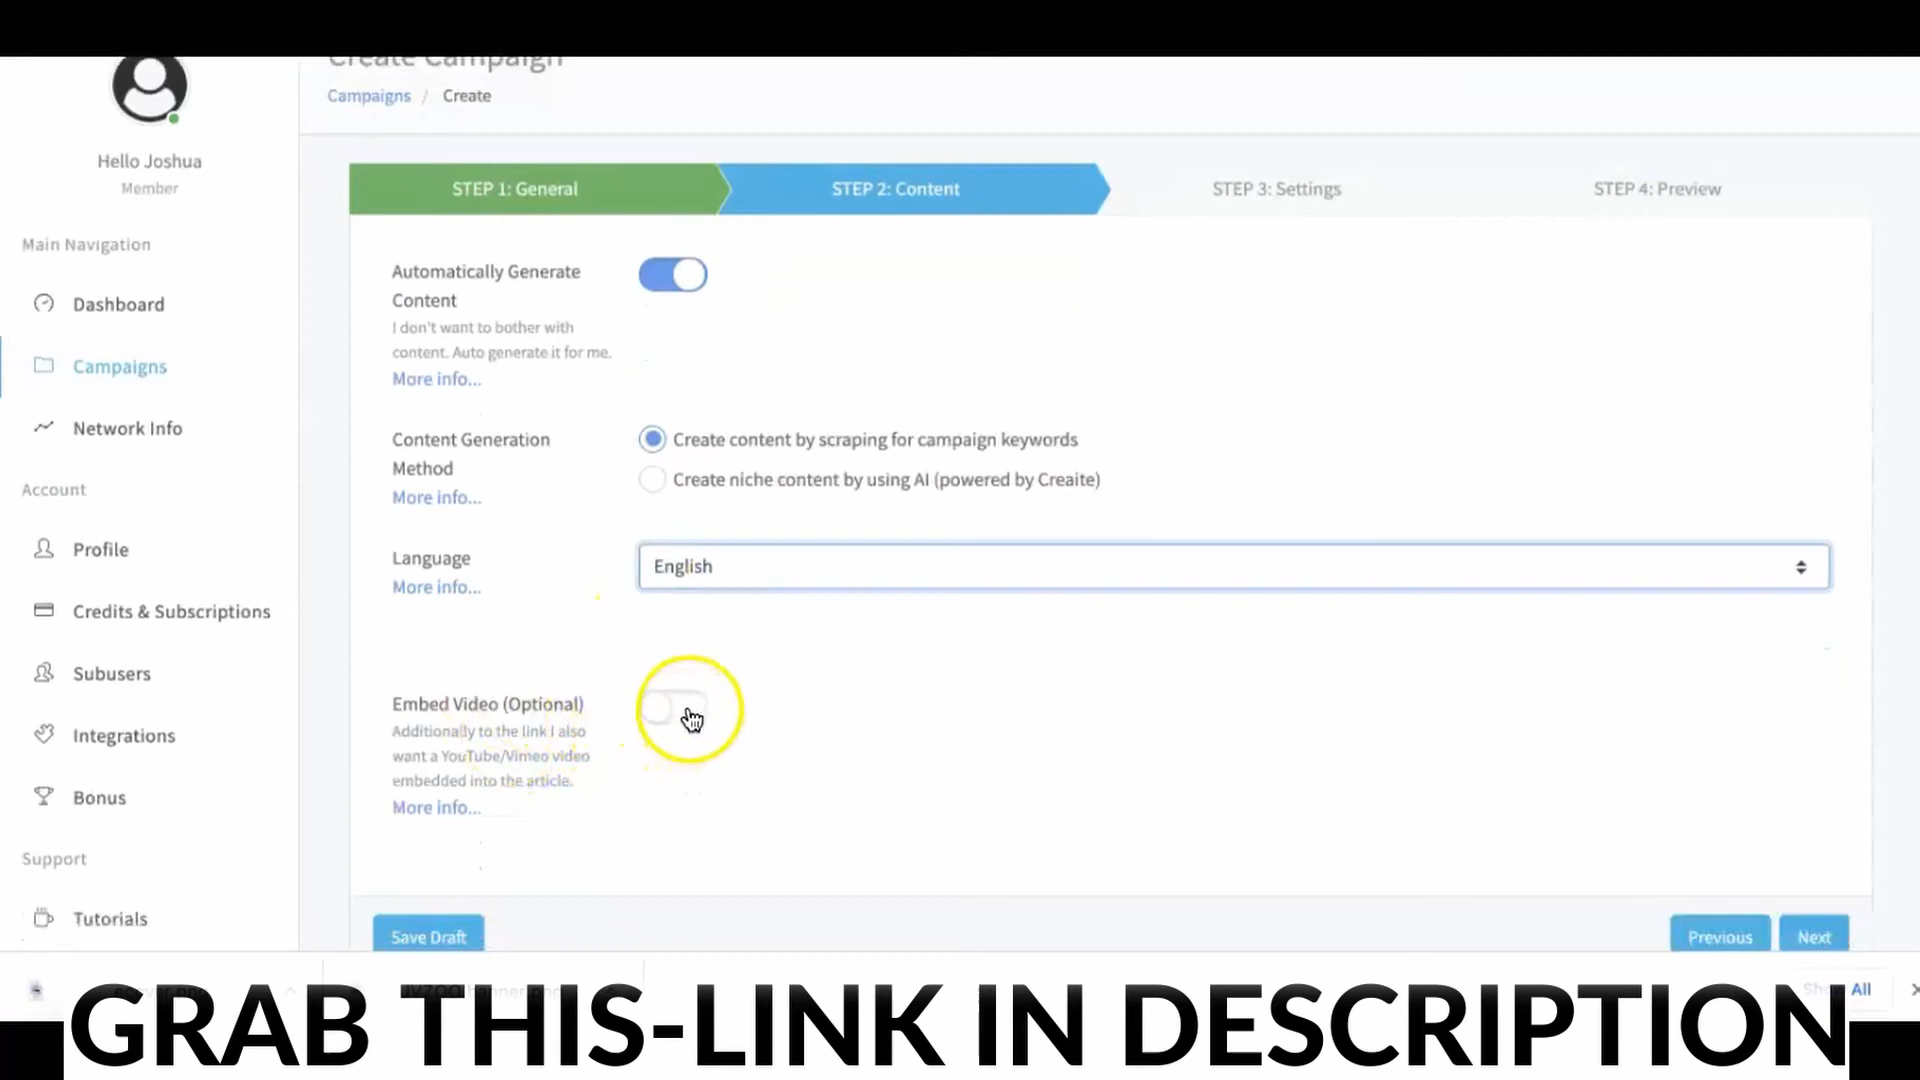 Create Campaign
Campaigns / Create
Hello Joshua
Member
Main Navigation
Dashboard
Campaigns
Network Info
Account
Profile
Credits & Subscriptions
Subusers
Integrations
Bonus
Support
Tutorials
STEP 1: General
STEP 2: Content
STEP 3: Settings
STEP 4: Preview
Automatically Generate
Content
I don't want to bother with
content. Auto generate it for me.
More info...
Content Generation
Method
More info...
Create content by scraping for campaign keywords
Create niche content by using AI (powered by Creaite)
Language
More info...
English
Embed Video (Optional)
Additionally to the link I also
want a YouTube/Vimeo video
embedded into the article.
More info...
Save Draft
Previous
Next
Show All
GRAB THIS-LINK IN DESCRIPTION